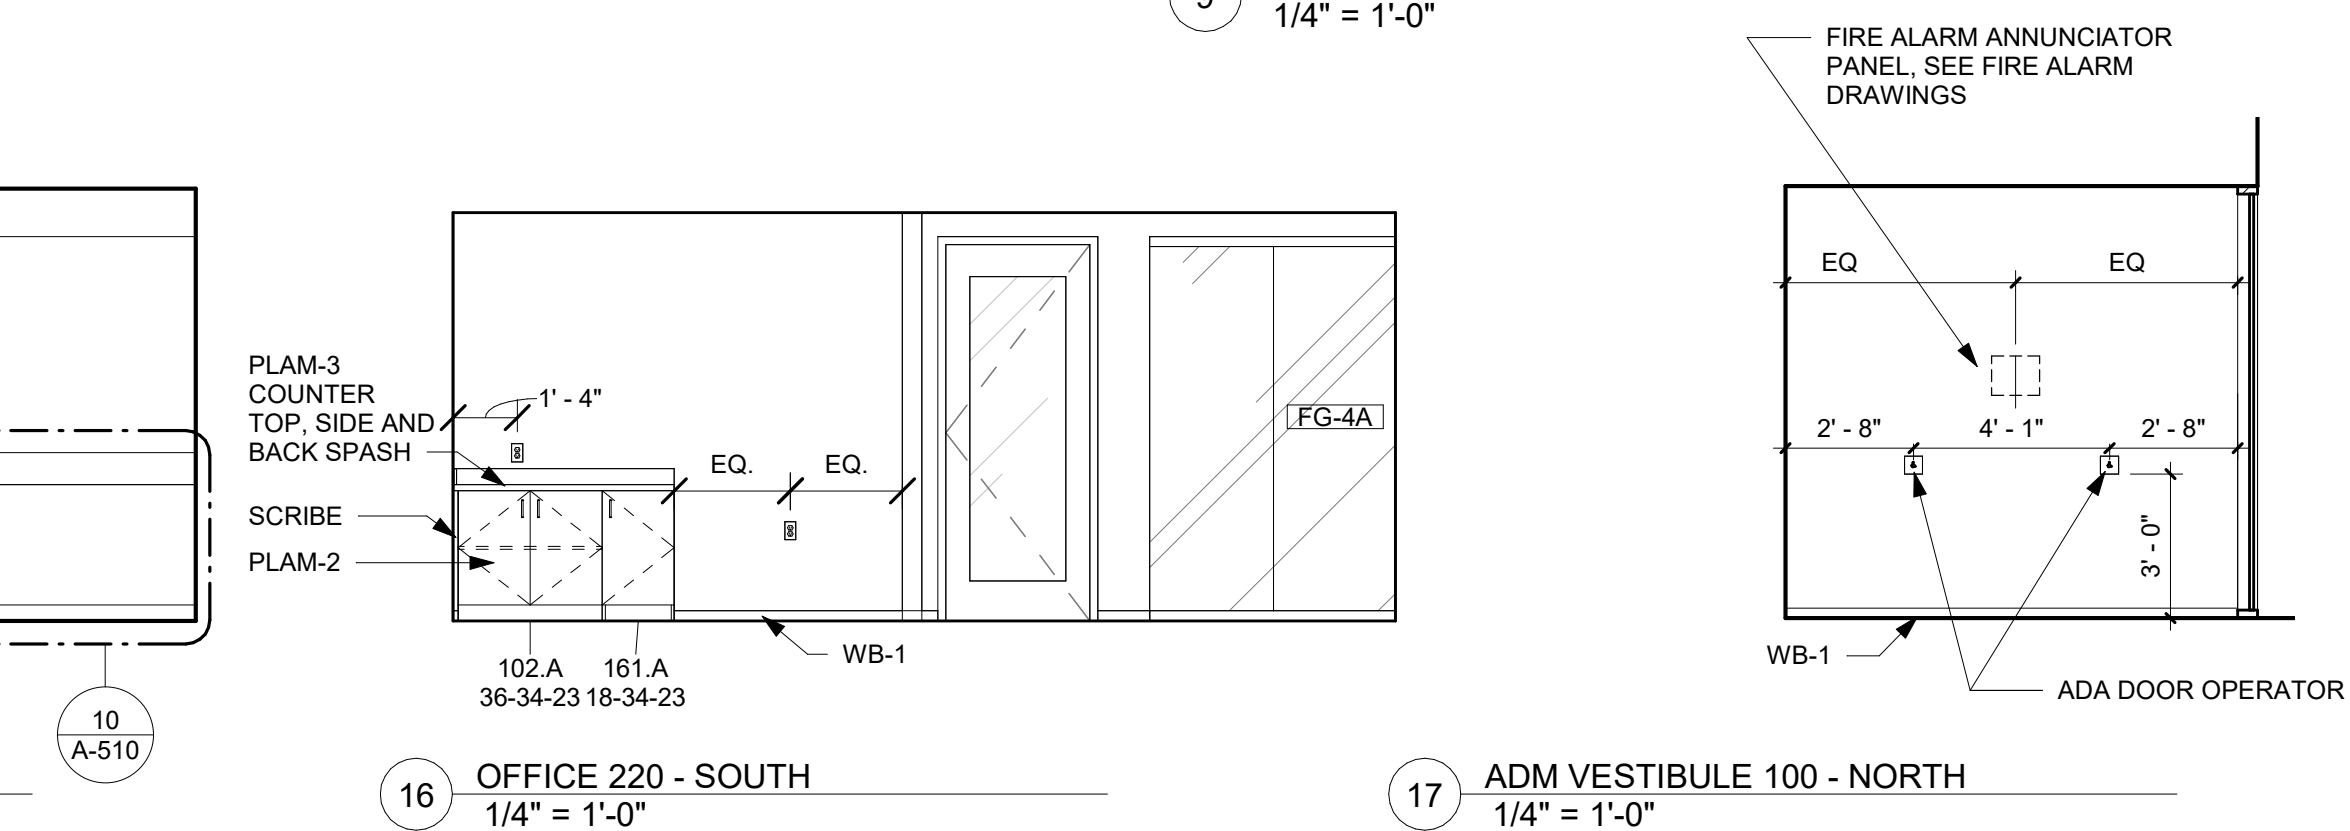 9
1/4" = 1'-0"
FIRE ALARM ANNUNCIATOR
PANEL, SEE FIRE ALARM
DRAWINGS
PLAM-3
COUNTER
TOP, SIDE AND
BACK SPASH
SCRIBE
PLAM-2
1' - 4"
EQ.
EQ.
FG-4A
WB-1
102.A
36-34-23
161.A
18-34-23
10
A-510
16
OFFICE 220 - SOUTH
1/4" = 1'-0"
EQ
EQ
2' - 8"
4' - 1"
2' - 8"
3' - 0"
WB-1
ADA DOOR OPERATOR
17
ADM VESTIBULE 100 - NORTH
1/4" = 1'-0"